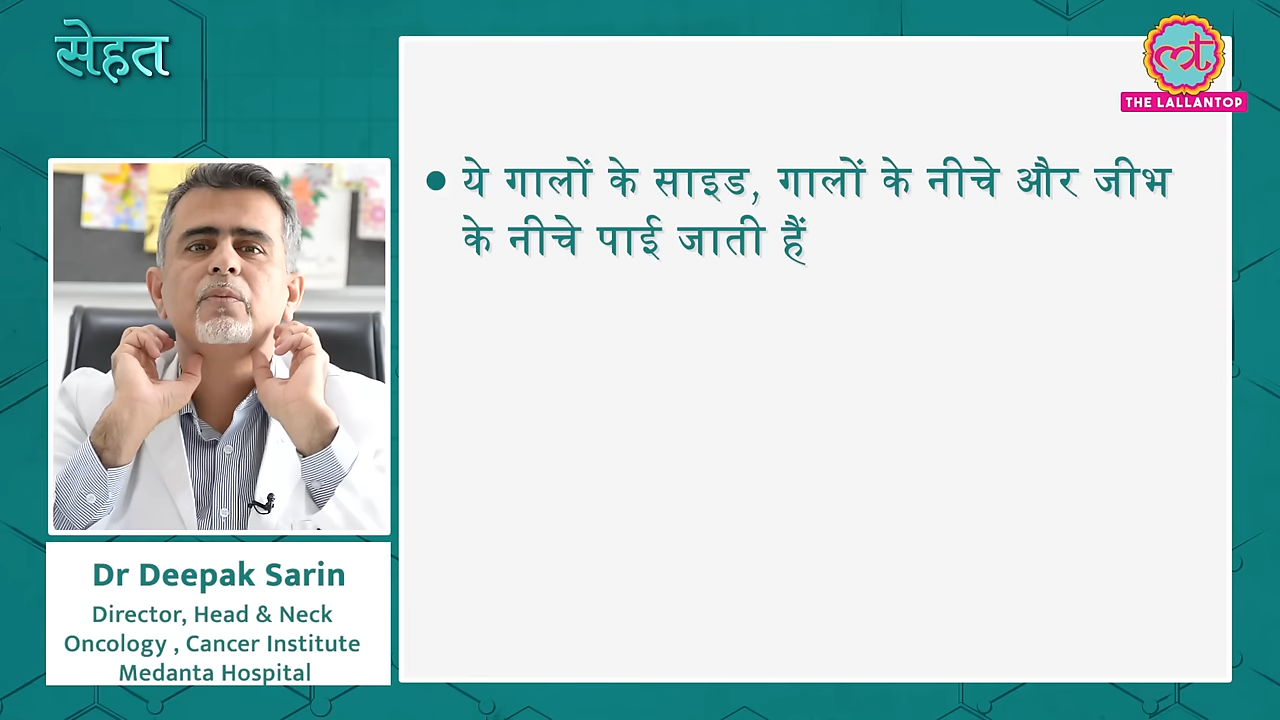 सेहत
THE LALLANTOP
• ये गालों के साइड, गालों के नीचे और जीभ
के नीचे पाई जाती हैं
Dr Deepak Sarin
Director, Head & Neck
Oncology , Cancer Institute
Medanta Hospital